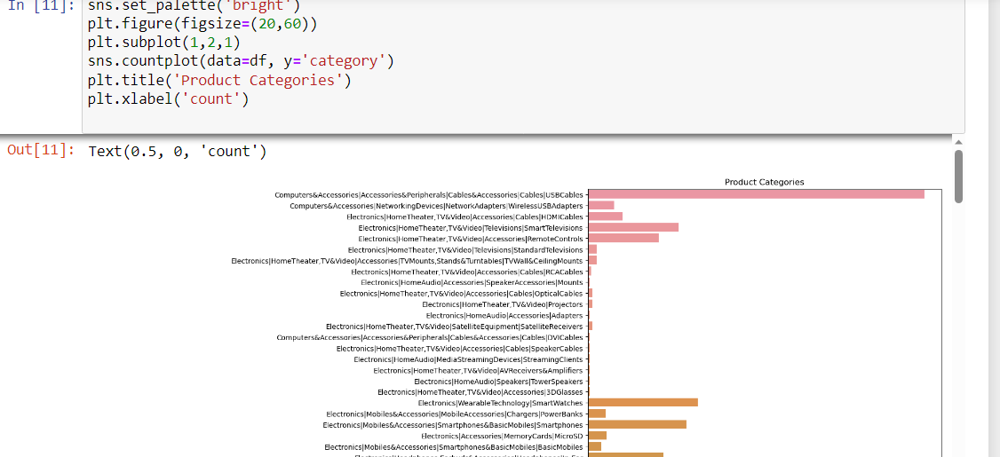 In [11]: sns.set_palette('bright')
plt.figure(figsize=(20,60))
plt.subplot(1,2,1)
sns.countplot(data=df, y='category')
plt.title('Product Categories')
plt.xlabel('count')
Out[11]: Text(0.5, 0, 'count')
Product Categories
Computers&Accessories|Accessories&Peripherals|Cables&Accessories|Cables|USBCables
Computers&Accessories|NetworkingDevices|NetworkAdapters|WirelessUSBAdapters
Electronics|HomeTheater,TV&Video|Accessories|Cables|HDMICables
Electronics|HomeTheater,TV&Video|Televisions|SmartTelevisions
Electronics|HomeTheater,TV&Video|Accessories|RemoteControls
Electronics|HomeTheater,TV&Video|Televisions|StandardTelevisions
Electronics|HomeTheater,TV&Video|Accessories|TVMounts,Stands&Turntables|TVWall&CeilingMounts
Electronics|HomeTheater,TV&Video|Accessories|Cables|RCACables
Electronics|HomeAudio|Accessories|SpeakerAccessories|Mounts
Electronics|HomeTheater,TV&Video|Accessories|Cables|OpticalCables
Electronics|HomeTheater,TV&Video|Projectors
Electronics|HomeAudio|Accessories|Adapters
Electronics|HomeTheater,TV&Video|SatelliteEquipment|SatelliteReceivers
Computers&Accessories|Accessories&Peripherals|Cables&Accessories|Cables|DVICables
Electronics|HomeTheater,TV&Video|Accessories|Cables|SpeakerCables
Electronics|HomeAudio|MediaStreamingDevices|StreamingClients
Electronics|HomeTheater,TV&Video|AVReceivers&Amplifiers
Electronics|HomeAudio|Speakers|TowerSpeakers
Electronics|HomeTheater,TV&Video|Accessories|3DGlasses
Electronics|WearableTechnology|SmartWatches
Electronics|Mobiles&Accessories|MobileAccessories|Chargers|PowerBanks
Electronics|Mobiles&Accessories|Smartphones&BasicMobiles|Smartphones
Electronics|Accessories|MemoryCards|MicroSD
Electronics|Mobiles&Accessories|Smartphones&BasicMobiles|BasicMobiles